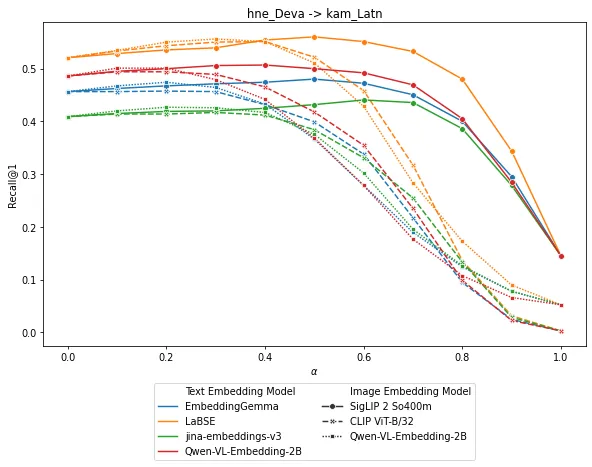 hne_Deva -> kam_Latn
Recall@1
0.5
0.4
0.3
0.2
0.1
0.0
0.0 0.2 0.4 0.6 0.8 1.0
α
Text Embedding Model
EmbeddingGemma
LaBSE
jina-embeddings-v3
Qwen-VL-Embedding-2B
Image Embedding Model
SigLIP 2 So400m
CLIP ViT-B/32
Qwen-VL-Embedding-2B